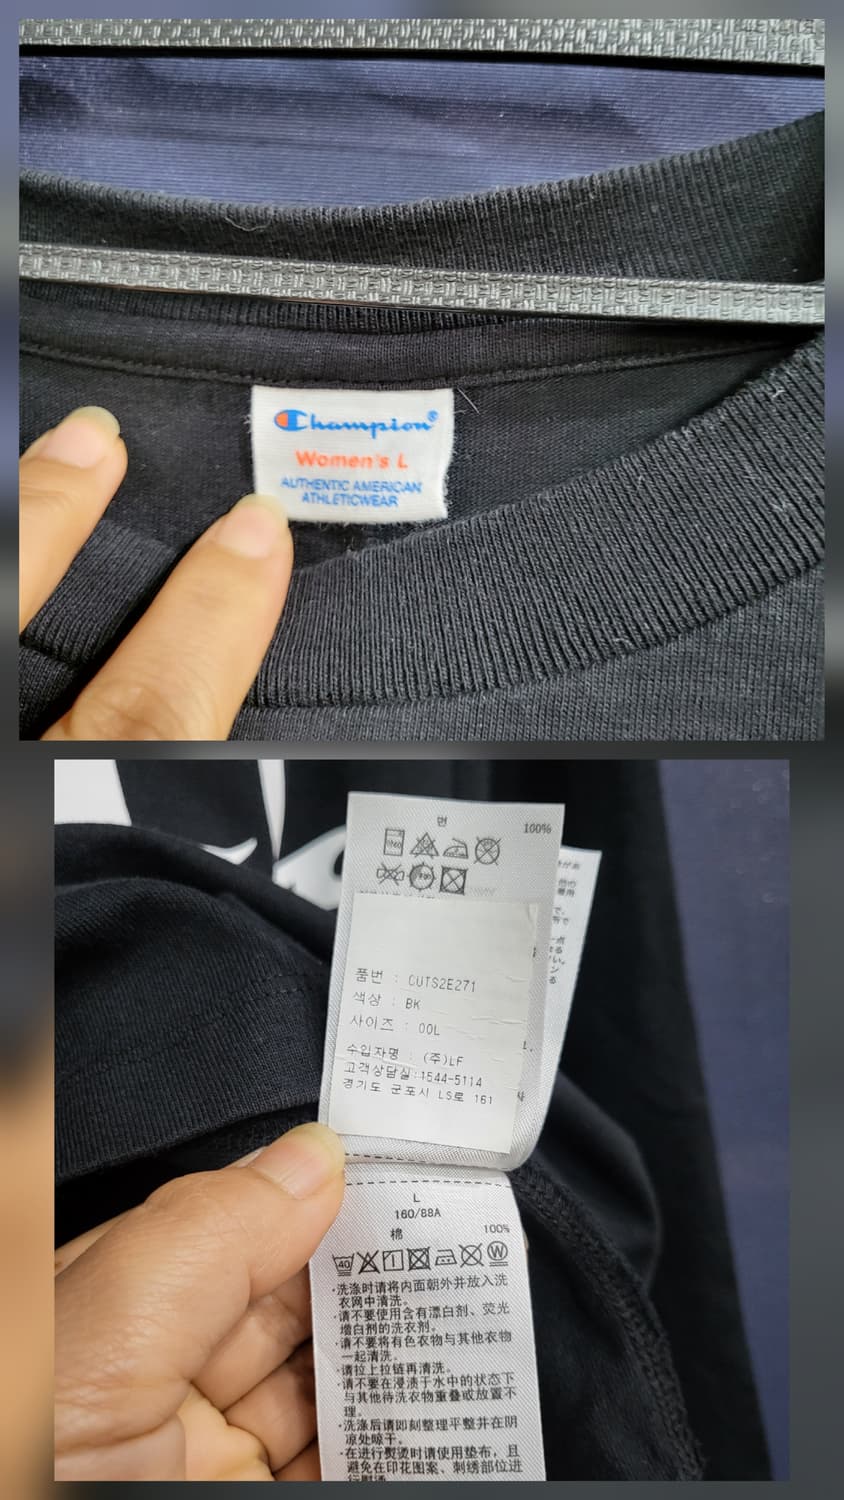 Champion®
Women's L
AUTHENTIC AMERICAN
ATHLETICWEAR
면 100%
품번 : CUTS2E271
색상 : BK
사이즈 : 00L
수입자명 : (주)LF
고객상담실:1544-5114
경기도 군포시 LS로 161
L
160/88A
棉 100%
40
W
·洗涤时请将内面朝外并放入洗
衣网中清洗。
·请不要使用含有漂白剂、荧光
增白剂的洗衣剂。
·请不要将有色衣物与其他衣物
一起清洗。
·请拉上拉链再清洗。
·请不要在浸渍于水中的状态下
与其他待洗衣物重叠或放置不
理。
·洗涤后请即刻整理平整并在阴
凉处晾干。
·在进行熨烫时请使用垫布，且
避免在印花图案、刺绣部位进
行熨烫